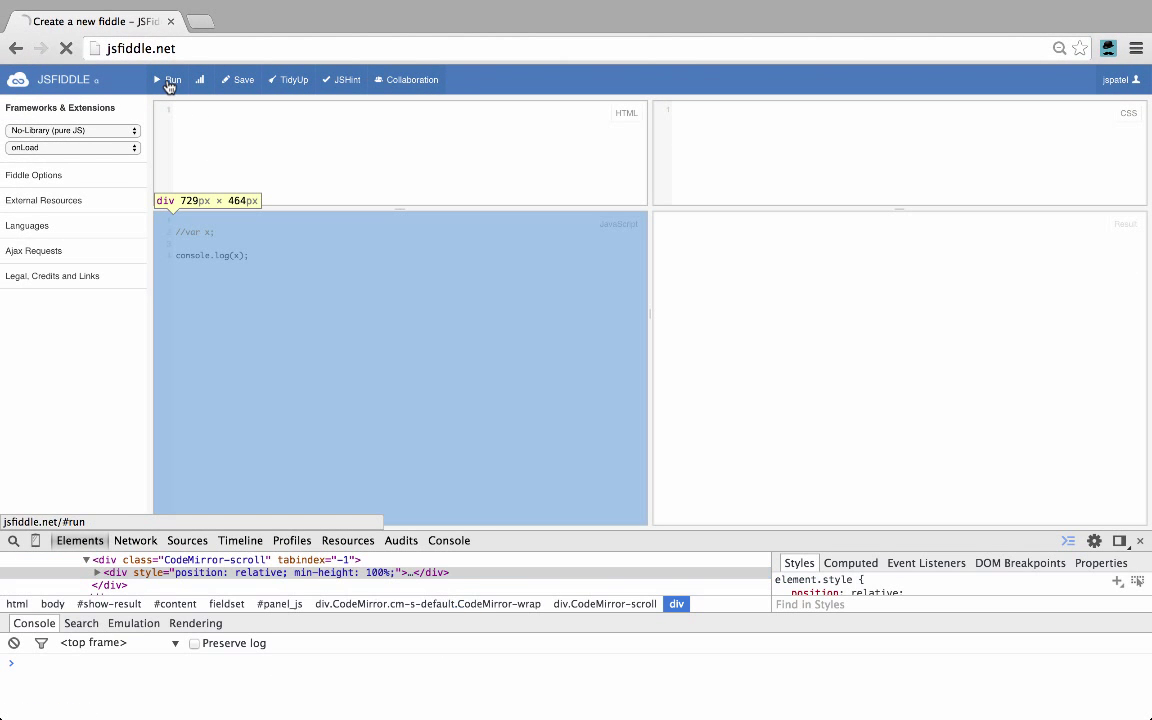 Create a new fiddle – JSFid
jsfiddle.net
JSFIDDLE α
Run
Save
TidyUp
JSHint
Collaboration
jspatel
Frameworks & Extensions
No-Library (pure JS)
onLoad
Fiddle Options
External Resources
Languages
Ajax Requests
Legal, Credits and Links
1
HTML
1
CSS
div 729px × 464px
1
JavaScript
2 //var x;
3
4 console.log(x);
Result
jsfiddle.net/#run
Elements Network Sources Timeline Profiles Resources Audits Console
▼<div class="CodeMirror-scroll" tabindex="-1">
▶<div style="position: relative; min-height: 100%;">…</div>
</div>
html body #show-result #content fieldset #panel_js div.CodeMirror.cm-s-default.CodeMirror-wrap div.CodeMirror-scroll div
Styles Computed Event Listeners DOM Breakpoints Properties
element.style {
position: relative;
Find in Styles
Console Search Emulation Rendering
<top frame> ▼ Preserve log
>